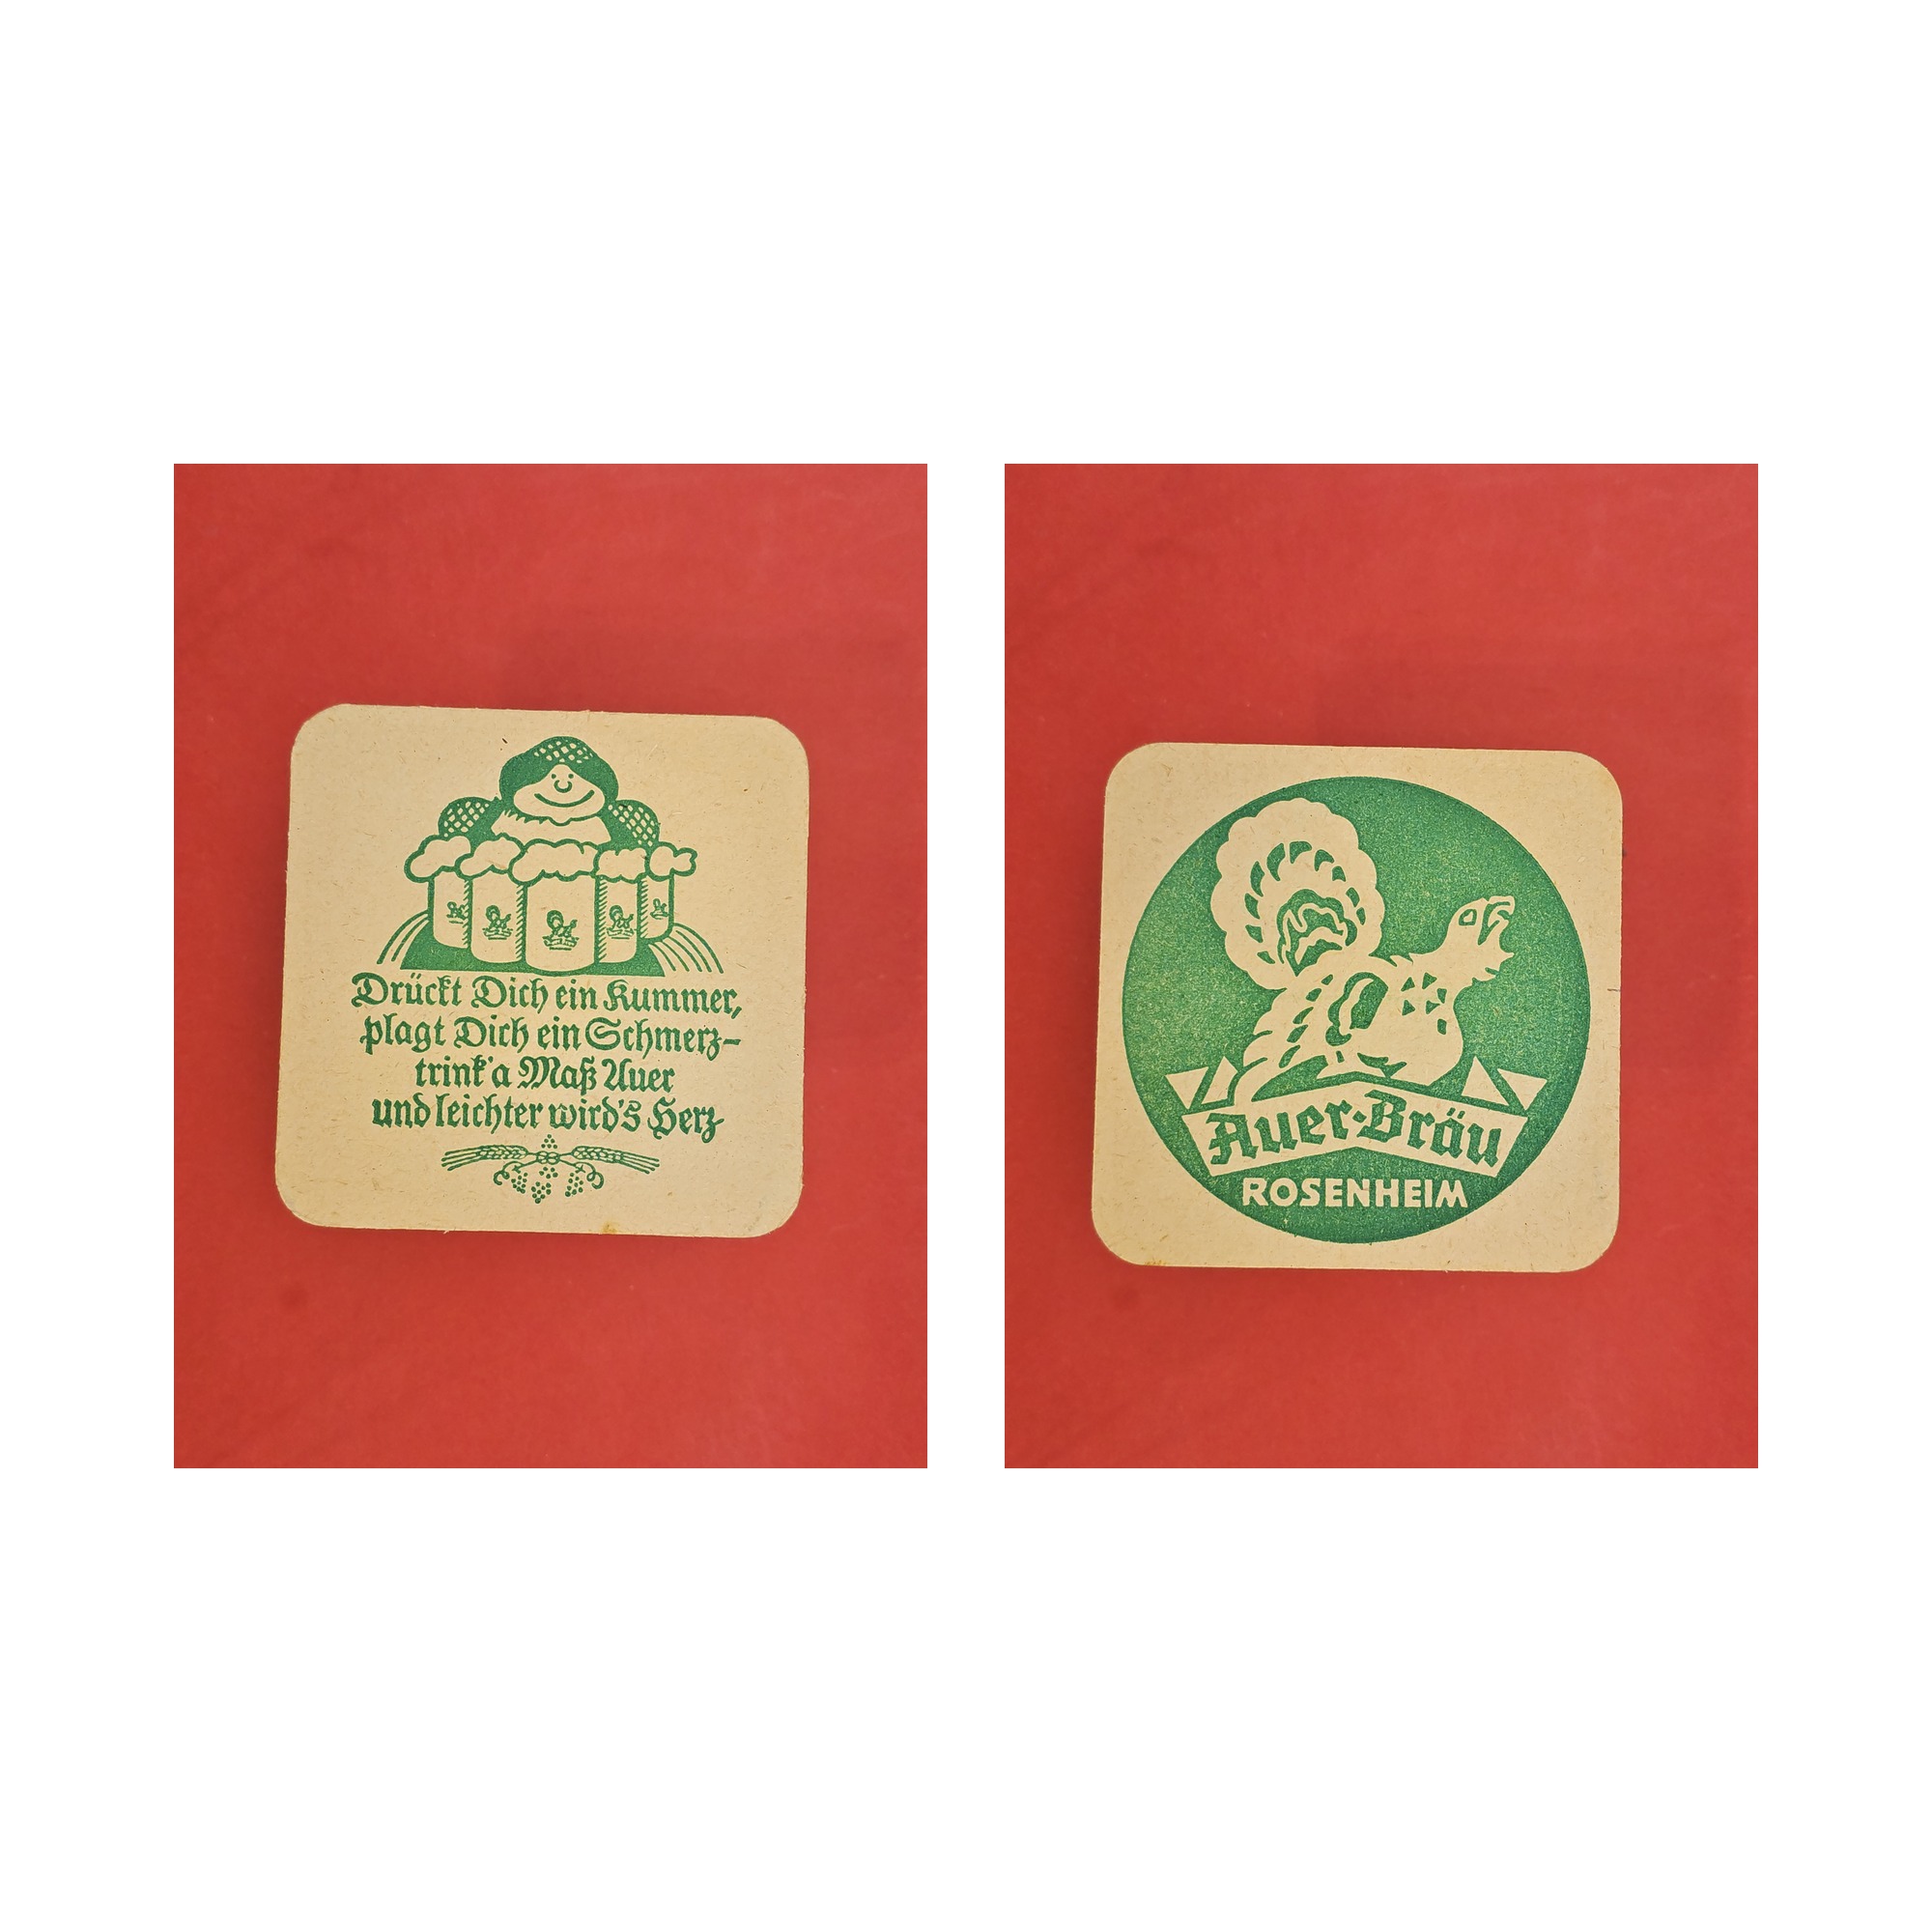 Drückt Dich ein Kummer,
plagt Dich ein Schmerz-
trink'a Maß Auer
und leichter wird's Herz
Auer-Bräu
ROSENHEIM